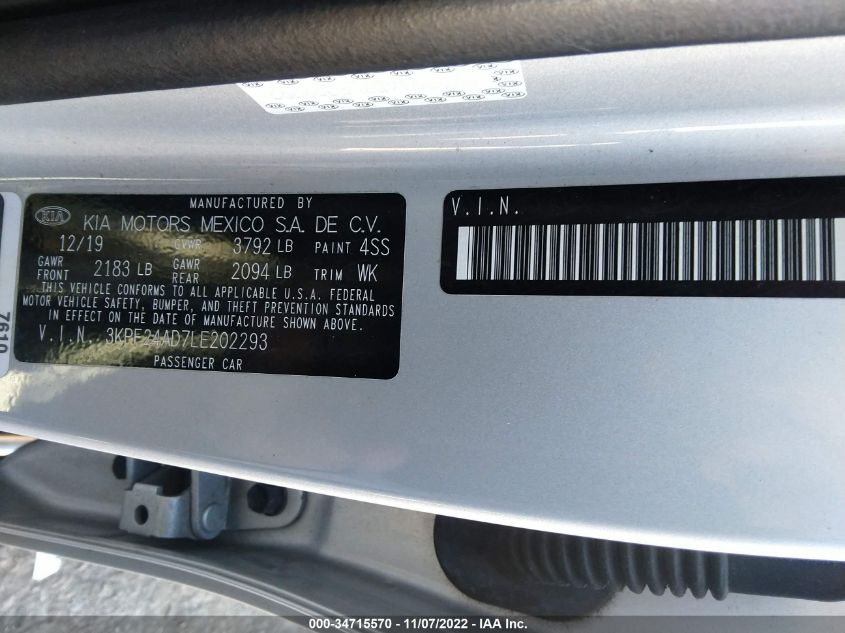 MANUFACTURED BY
KIA KIA MOTORS MEXICO S.A. DE C.V.
12/19 GVWR 3792 LB PAINT 4SS
GAWR FRONT 2183 LB GAWR REAR 2094 LB TRIM WK
THIS VEHICLE CONFORMS TO ALL APPLICABLE U.S.A. FEDERAL
MOTOR VEHICLE SAFETY, BUMPER, AND THEFT PREVENTION STANDARDS
IN EFFECT ON THE DATE OF MANUFACTURE SHOWN ABOVE.
V.I.N. 3KPF24AD7LE202293
PASSENGER CAR
V.I.N.
7610
000-34715570 - 11/07/2022 - IAA Inc.